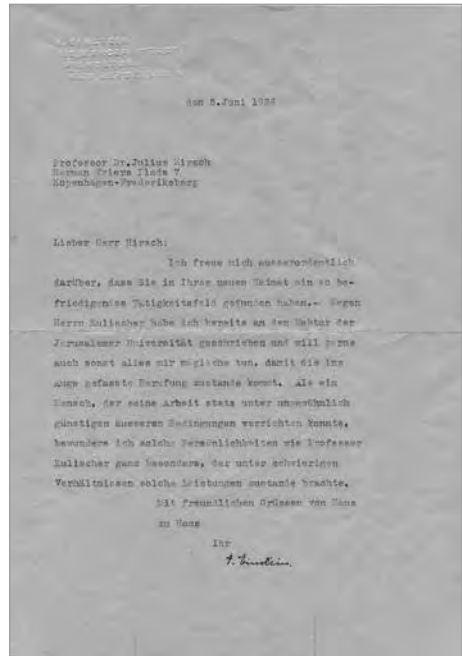 den 5.Juni 1936
Professor Dr.Julius Hirsch
Herman Triers Plads 7
Kopenhagen-Frederiksberg
Lieber Herr Hirsch:
Ich freue mich ausserordentlich
darüber, dass Sie in Ihrer neuen Heimat ein so be-
friedigendes Tätigkeitsfeld gefunden haben.- Wegen
Herrn Kulischer habe ich bereits an den Rektor der
Jerusalemer Universität geschrieben und will gerne
auch sonst alles mir mögliche tun, damit die ins
Auge gefasste Berufung zustande kommt. Als ein
Mensch, der seine Arbeit stets unter ungewöhnlich
günstigen äusseren Bedingungen verrichten konnte,
bewundere ich solche Persönlichkeiten wie Professor
Kulischer ganz besonders, der unter schwierigen
Verhältnissen solche Leistungen zustande brachte.
Mit freundlichen Grüssen von Haus
zu Haus
Ihr
A. Einstein.